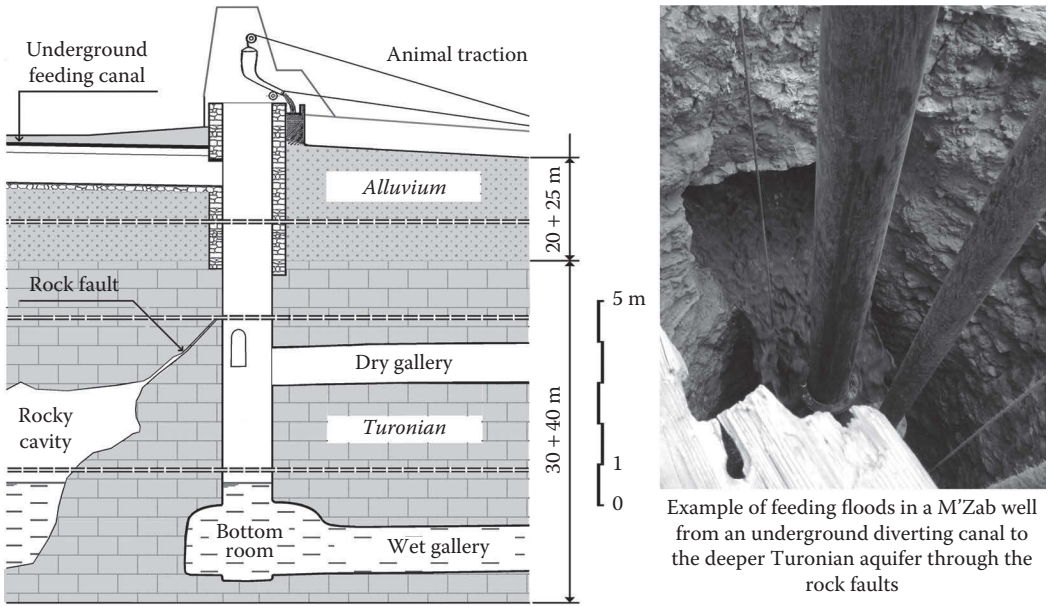 Underground
feeding canal
Animal traction
Alluvium
20 + 25 m
Rock fault
5 m
Dry gallery
Rocky
cavity
Turonian
30 + 40 m
1
0
Bottom
room
Wet gallery
Example of feeding floods in a M’Zab well
from an underground diverting canal to
the deeper Turonian aquifer through the
rock faults